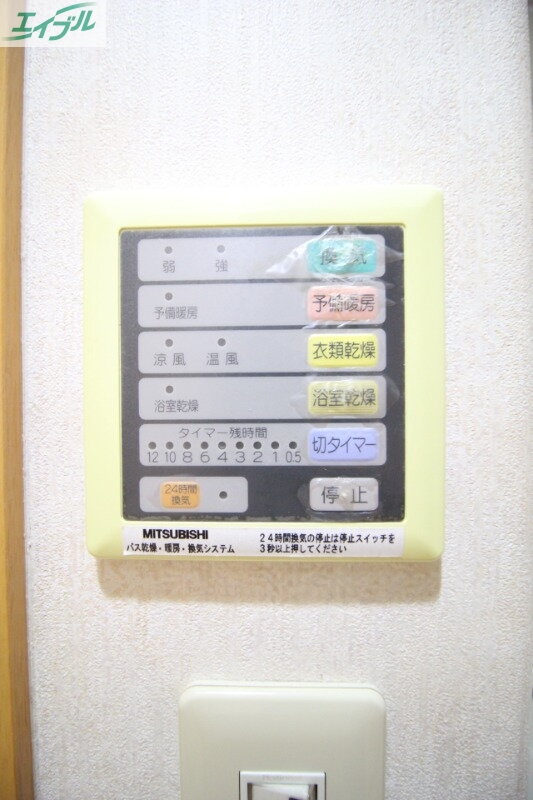 エイブル
弱 強 換気
予備暖房 予備暖房
涼風 温風 衣類乾燥
浴室乾燥 浴室乾燥
タイマー残時間
12 10 8 6 4 3 2 1 0.5 切タイマー
24時間
換気
停止
MITSUBISHI
バス乾燥・暖房・換気システム
24時間換気の停止は停止スイッチを
3秒以上押してください
National